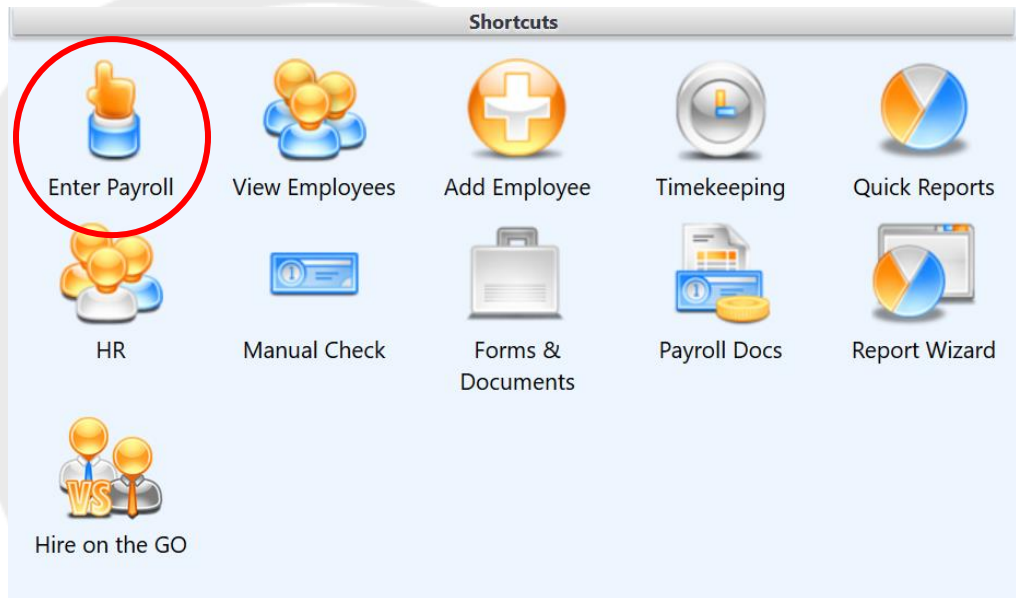 Shortcuts
Enter Payroll
View Employees
Add Employee
Timekeeping
Quick Reports
HR
Manual Check
Forms &
Documents
Payroll Docs
Report Wizard
VS
Hire on the GO